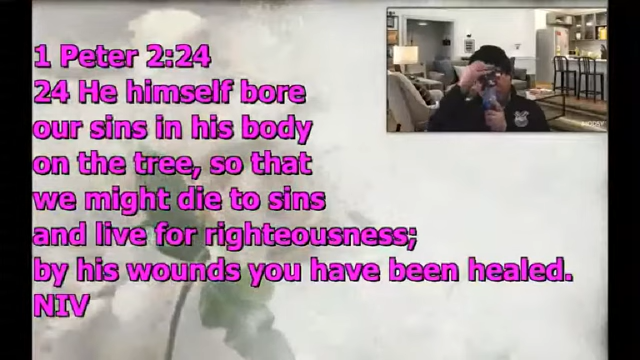 1 Peter 2:24
24 He himself bore
our sins in his body
on the tree, so that
we might die to sins
and live for righteousness;
by his wounds you have been healed.
NIV